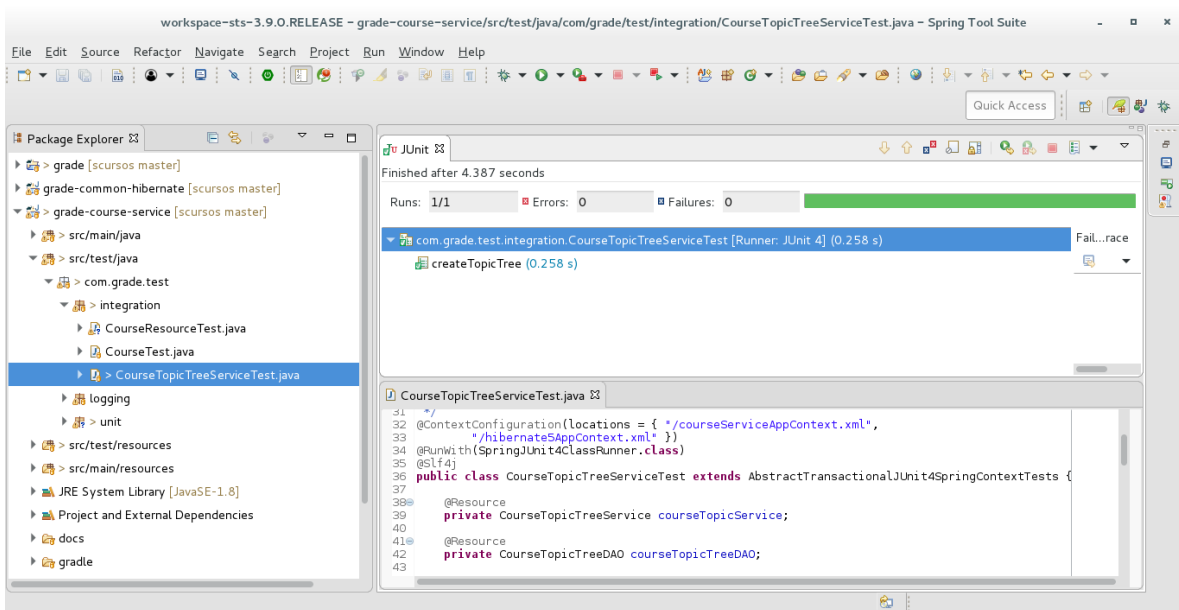 workspace-sts-3.9.0.RELEASE – grade-course-service/src/test/java/com/grade/test/integration/CourseTopicTreeServiceTest.java – Spring Tool Suite
File Edit Source Refactor Navigate Search Project Run Window Help
Quick Access
Package Explorer
> grade [scursos master]
> grade-common-hibernate [scursos master]
> grade-course-service [scursos master]
> src/main/java
> src/test/java
> com.grade.test
> integration
CourseResourceTest.java
CourseTest.java
> CourseTopicTreeServiceTest.java
logging
> unit
> src/test/resources
> src/main/resources
JRE System Library [JavaSE-1.8]
Project and External Dependencies
docs
gradle
JUnit
Finished after 4.387 seconds
Runs: 1/1 Errors: 0 Failures: 0
com.grade.test.integration.CourseTopicTreeServiceTest [Runner: JUnit 4] (0.258 s)
createTopicTree (0.258 s)
Fail...race
CourseTopicTreeServiceTest.java
31 */
32 @ContextConfiguration(locations = { "/courseServiceAppContext.xml",
33 "/hibernate5AppContext.xml" })
34 @RunWith(SpringJUnit4ClassRunner.class)
35 @Slf4j
36 public class CourseTopicTreeServiceTest extends AbstractTransactionalJUnit4SpringContextTests {
37
38 @Resource
39 private CourseTopicTreeService courseTopicService;
40
41 @Resource
42 private CourseTopicTreeDAO courseTopicTreeDAO;
43